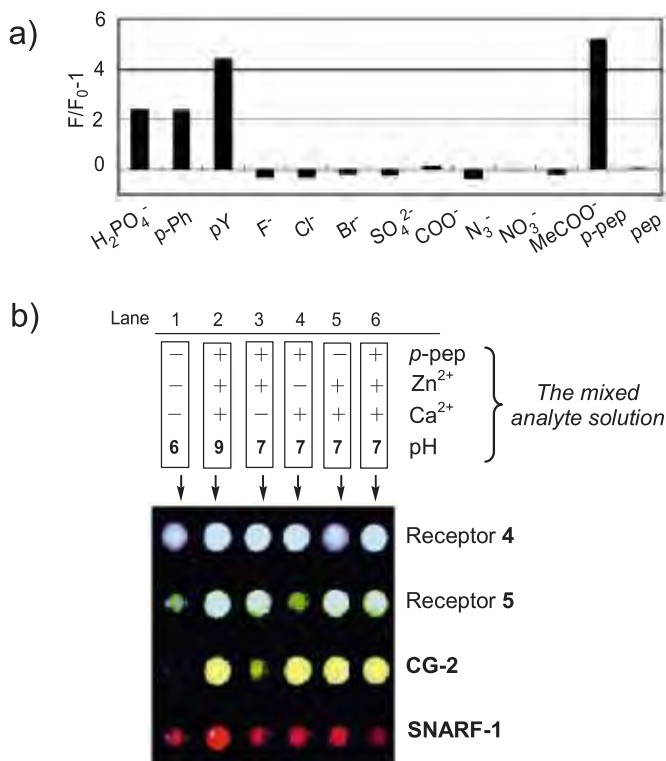 a)
6
4
2
0
F/F₀-1
H₂PO₄⁻
p-Ph
pY
F⁻
Cl⁻
Br⁻
SO₄²⁻
COO⁻
N₃⁻
NO₃⁻
MeCOO⁻
p-pep
pep
b)
Lane 1 2 3 4 5 6
− + + + − + p-pep
− + + − + + Zn²⁺
− + − + + + Ca²⁺
6 9 7 7 7 7 pH
The mixed
analyte solution
Receptor 4
Receptor 5
CG-2
SNARF-1